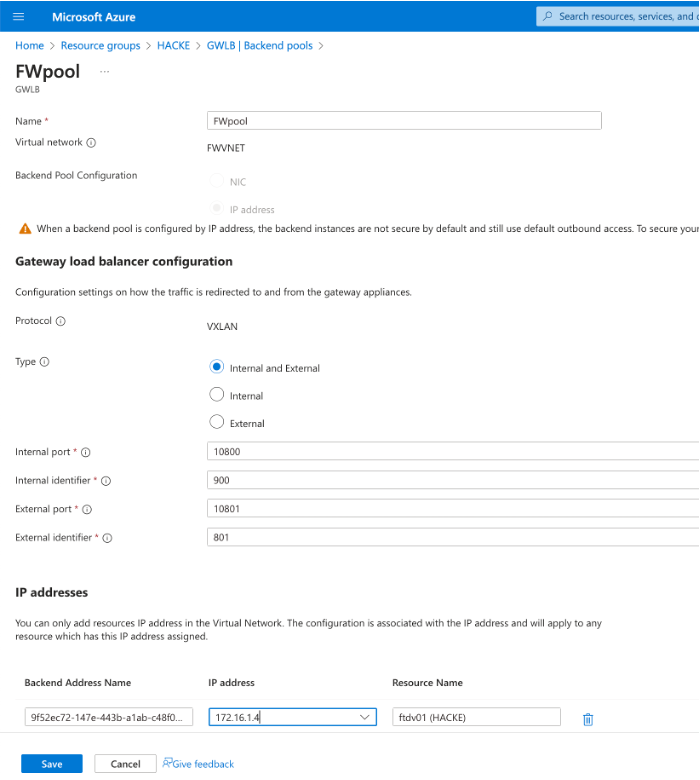 Microsoft Azure
Search resources, services, and
Home > Resource groups > HACKE > GWLB | Backend pools >
FWpool ...
GWLB
Name *
FWpool
Virtual network
FWVNET
Backend Pool Configuration
NIC
IP address
When a backend pool is configured by IP address, the backend instances are not secure by default and still use default outbound access. To secure your
Gateway load balancer configuration
Configuration settings on how the traffic is redirected to and from the gateway appliances.
Protocol
VXLAN
Type
Internal and External
Internal
External
Internal port *
10800
Internal identifier *
900
External port *
10801
External identifier *
801
IP addresses
You can only add resources IP address in the Virtual Network. The configuration is associated with the IP address and will apply to any
resource which has this IP address assigned.
Backend Address Name IP address Resource Name
9f52ec72-147e-443b-a1ab-c48f0... 172.16.1.4 ftdv01 (HACKE)
Save Cancel Give feedback